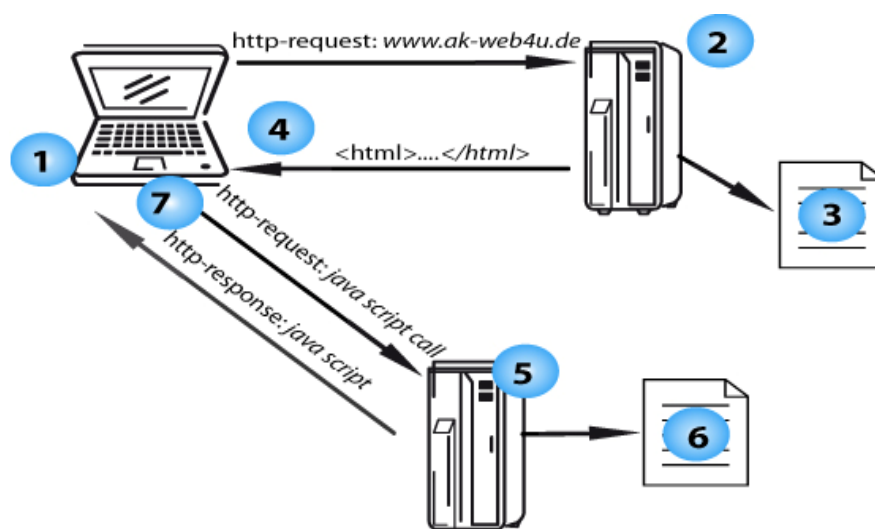 http-request: www.ak-web4u.de
2
4
<html>....</html>
1
3
7
http-request: java script call
http-response: java script
5
6